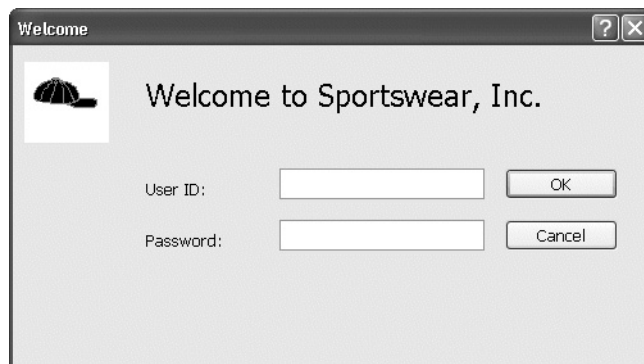 Welcome
Welcome to Sportswear, Inc.
User ID:
OK
Password:
Cancel